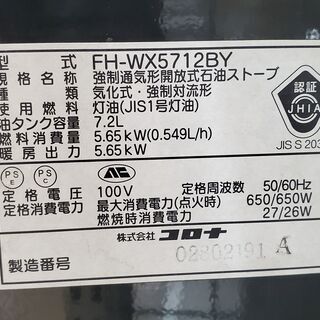 型 式 FH-WX5712BY
規格名称 強制通気形開放式石油ストーブ
形 式 気化式・強制対流形
使用燃料 灯油(JIS1号灯油)
油タンク容量 7.2L
燃料消費量 5.65kW(0.549L/h)
暖房出力 5.65kW
認証
JHIA
JIS S 203
PS E
PS C
定格電圧 100V 定格周波数 50/60Hz
定格消費電力 最大消費電力(点火時) 650/650W
燃焼時消費電力 27/26W
株式会社 コロナ
製造番号 02802191 A